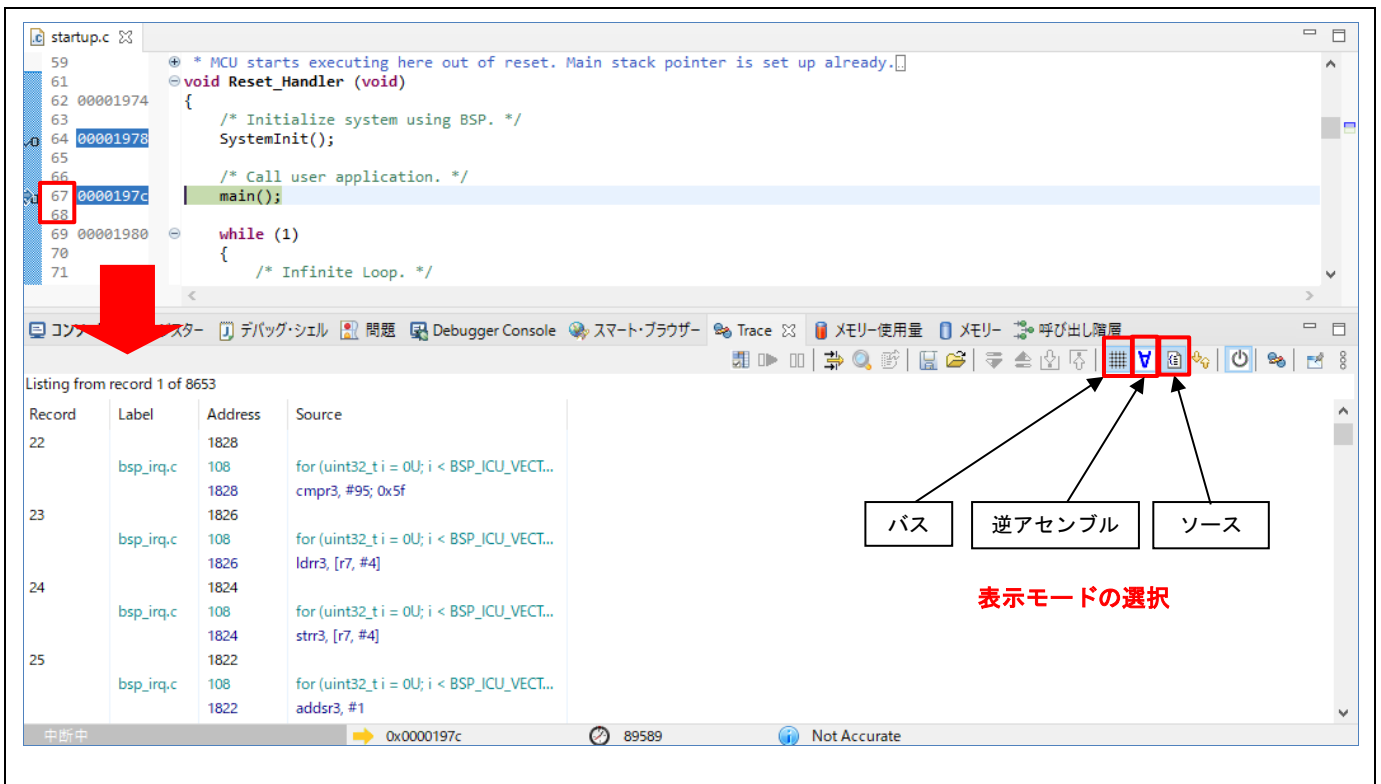 startup.c
59 * MCU starts executing here out of reset. Main stack pointer is set up already.
61 void Reset_Handler (void)
62 00001974 {
63 /* Initialize system using BSP. */
64 00001978 SystemInit();
65
66 /* Call user application. */
67 0000197c main();
68
69 00001980 while (1)
70 {
71 /* Infinite Loop. */
デバッグ・シェル 問題 Debugger Console スマート・ブラウザー Trace メモリー使用量 メモリー 呼び出し階層
Listing from record 1 of 8653
Record Label Address Source
22 1828
bsp_irq.c 108 for (uint32_t i = 0U; i < BSP_ICU_VECT...
1828 cmpr3, #95; 0x5f
23 1826
bsp_irq.c 108 for (uint32_t i = 0U; i < BSP_ICU_VECT...
1826 ldrr3, [r7, #4]
24 1824
bsp_irq.c 108 for (uint32_t i = 0U; i < BSP_ICU_VECT...
1824 strr3, [r7, #4]
25 1822
bsp_irq.c 108 for (uint32_t i = 0U; i < BSP_ICU_VECT...
1822 addsr3, #1
バス 逆アセンブル ソース
表示モードの選択
中断中 0x0000197c 89589 Not Accurate